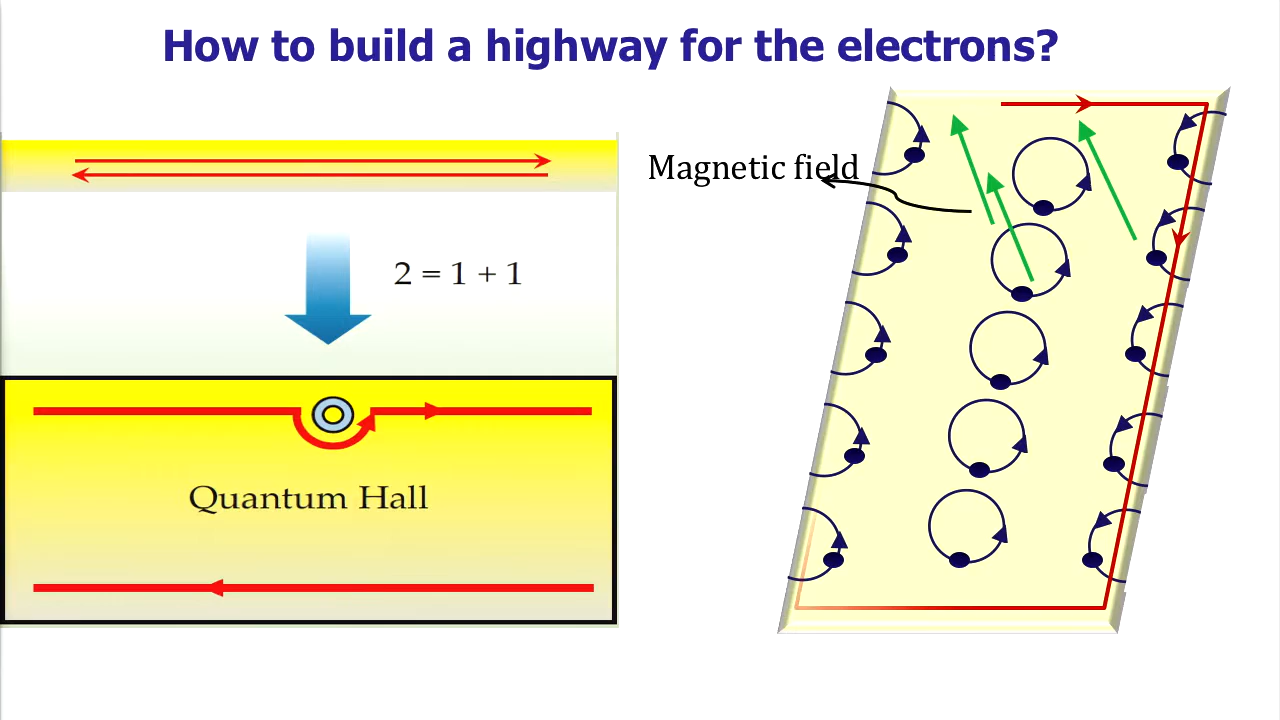 How to build a highway for the electrons?
Magnetic field
2 = 1 + 1
Quantum Hall